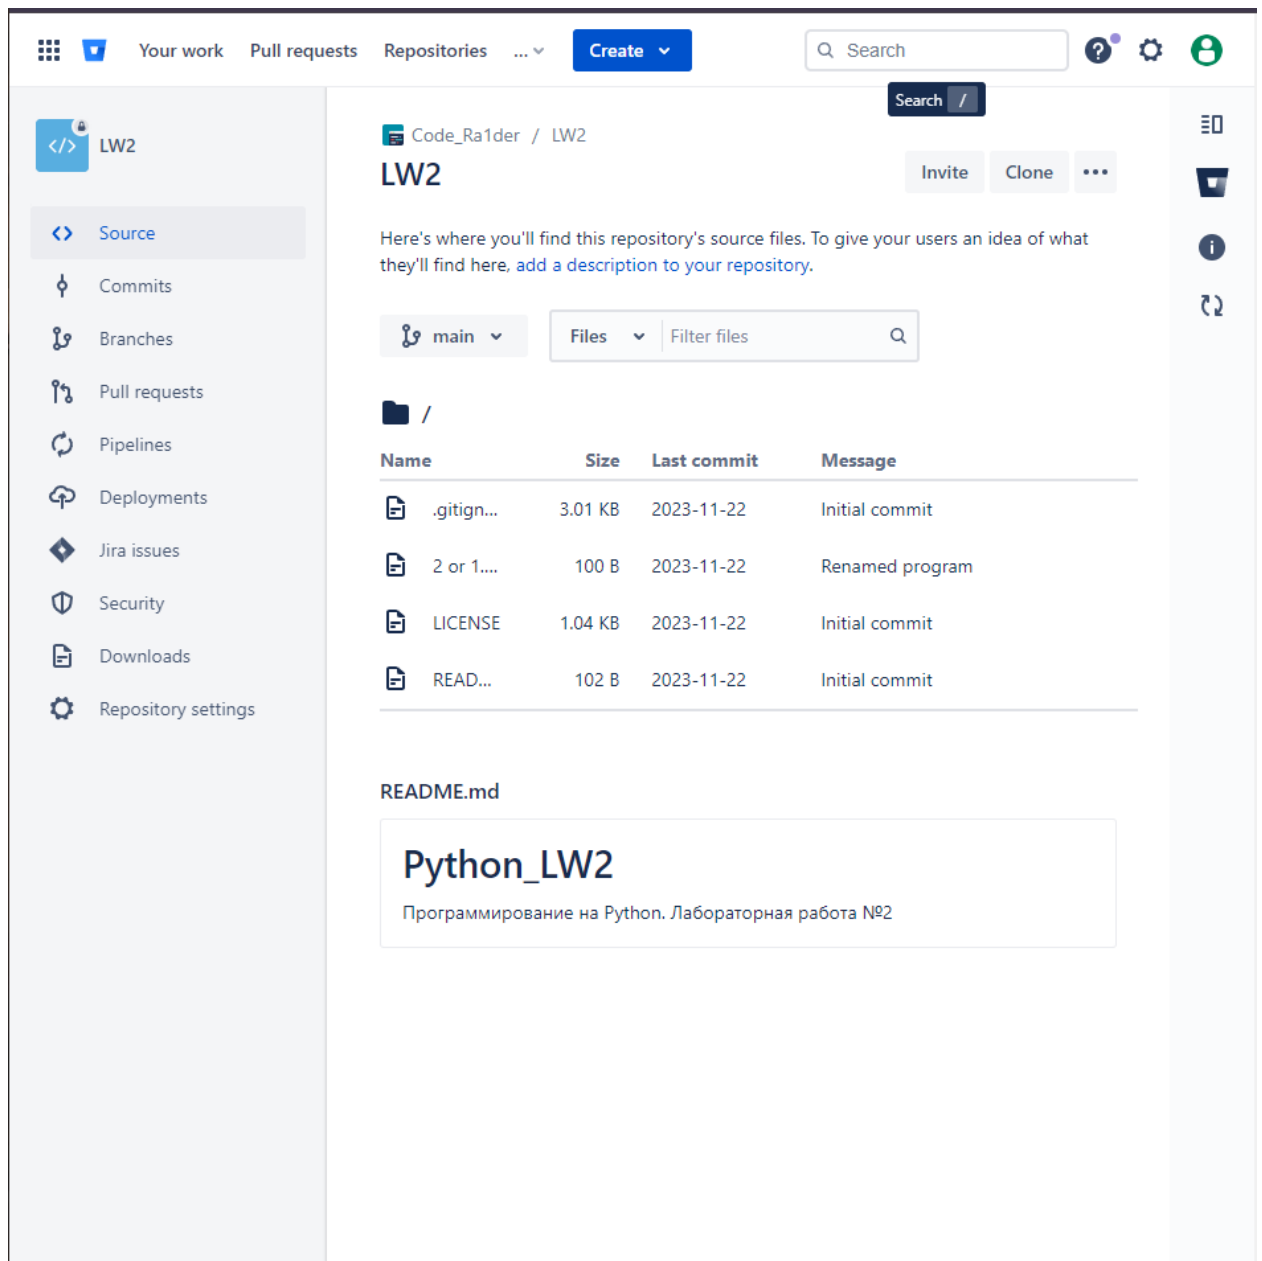 Your work Pull requests Repositories ... Create Search
Search /
LW2
Source
Commits
Branches
Pull requests
Pipelines
Deployments
Jira issues
Security
Downloads
Repository settings
Code_Ra1der / LW2
LW2
Invite Clone
Here's where you'll find this repository's source files. To give your users an idea of what
they'll find here, add a description to your repository.
main Files Filter files
/
Name Size Last commit Message
.gitign... 3.01 KB 2023-11-22 Initial commit
2 or 1.... 100 B 2023-11-22 Renamed program
LICENSE 1.04 KB 2023-11-22 Initial commit
READ... 102 B 2023-11-22 Initial commit
README.md
Python_LW2
Программирование на Python. Лабораторная работа №2